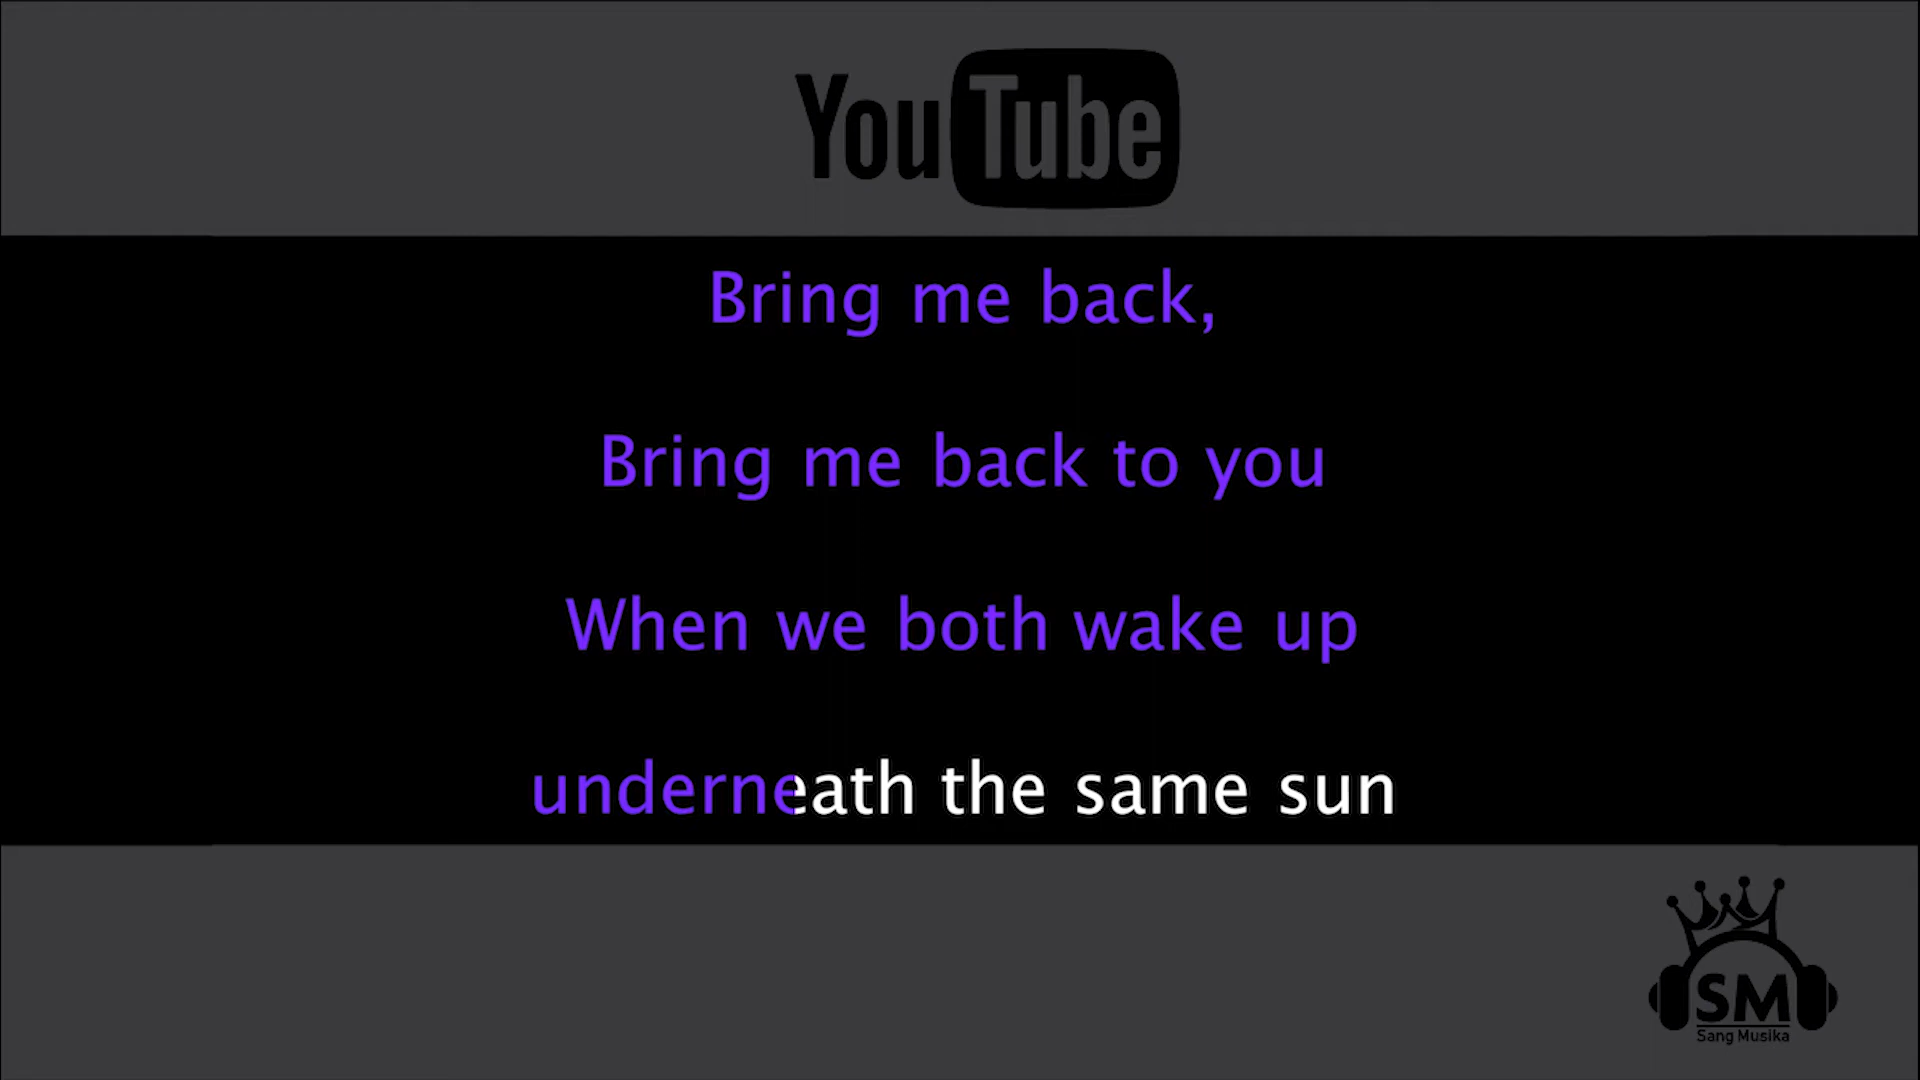 YouTube
Bring me back,
Bring me back to you
When we both wake up
underneath the same sun
SM
Sang Musika